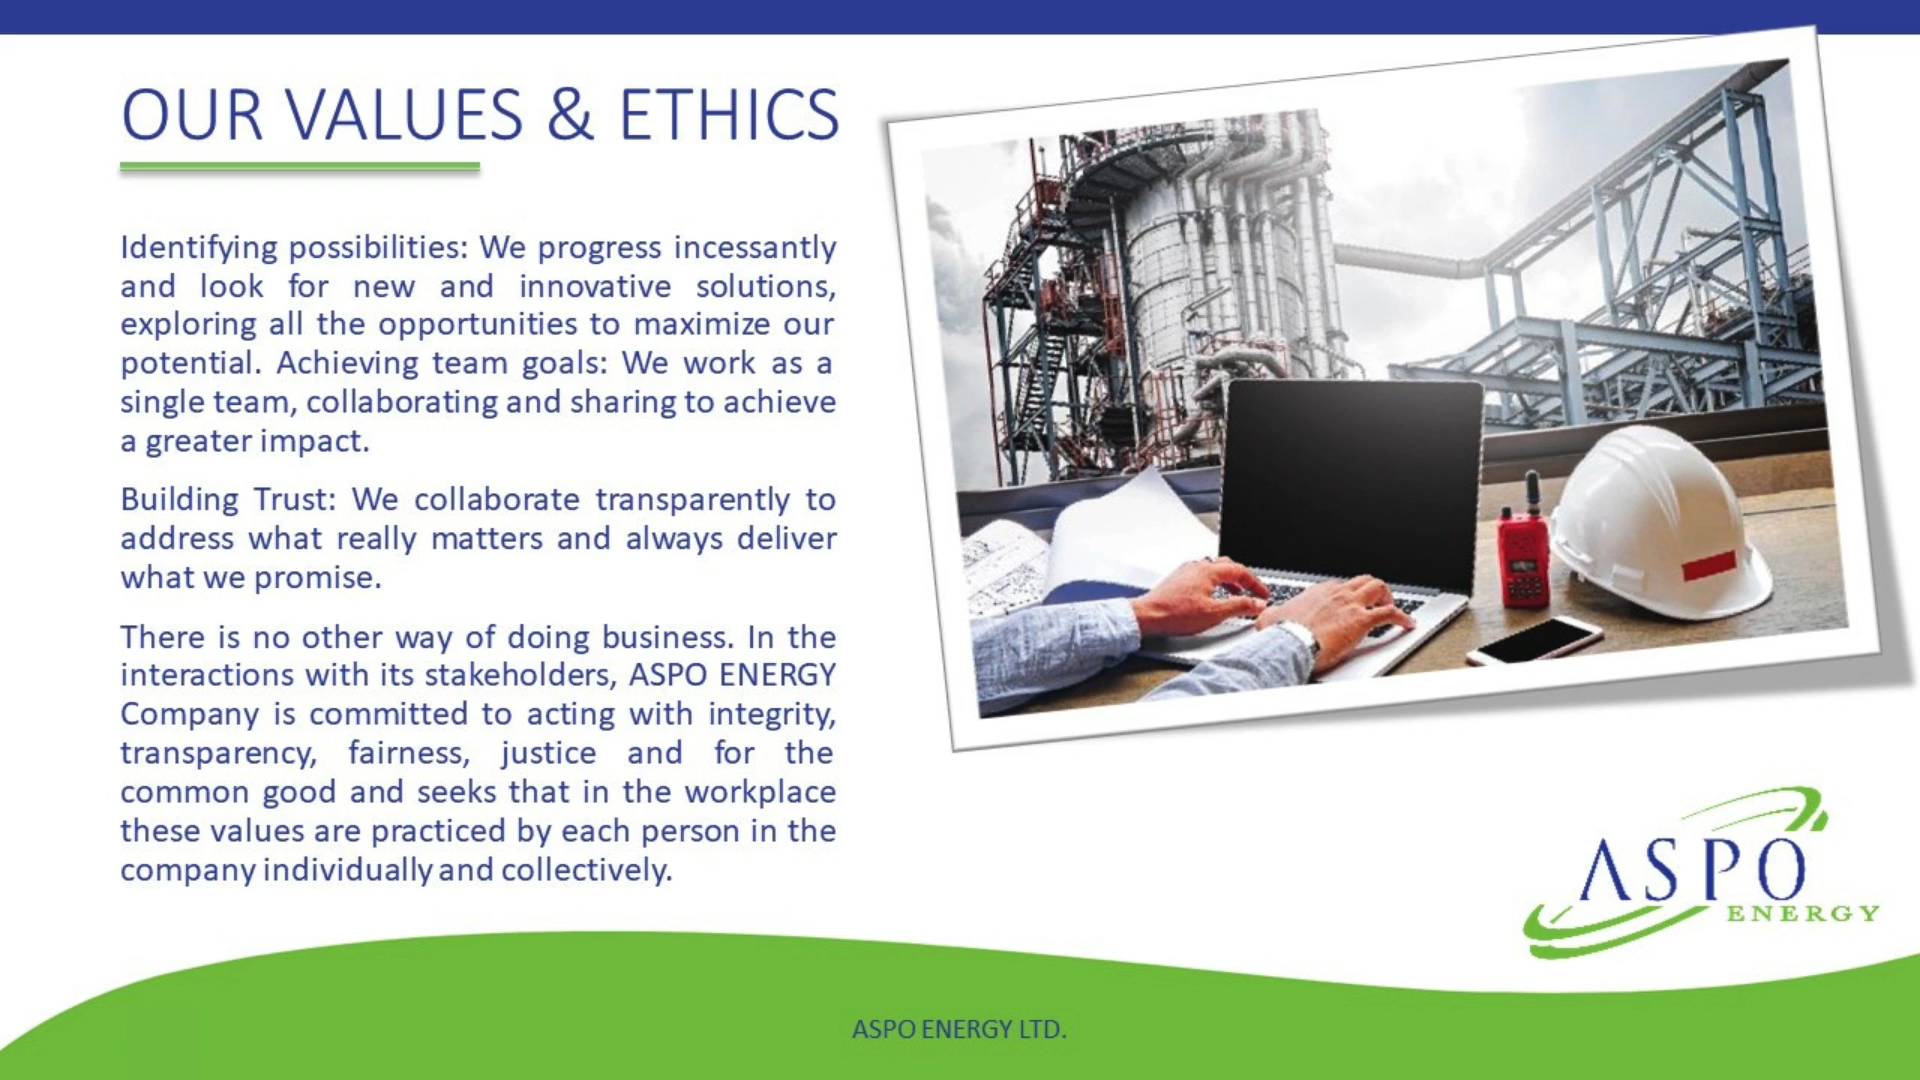 OUR VALUES & ETHICS
Identifying possibilities: We progress incessantly
and look for new and innovative solutions,
exploring all the opportunities to maximize our
potential. Achieving team goals: We work as a
single team, collaborating and sharing to achieve
a greater impact.
Building Trust: We collaborate transparently to
address what really matters and always deliver
what we promise.
There is no other way of doing business. In the
interactions with its stakeholders, ASPO ENERGY
Company is committed to acting with integrity,
transparency, fairness, justice and for the
common good and seeks that in the workplace
these values are practiced by each person in the
company individually and collectively.
ASPO
ENERGY
ASPO ENERGY LTD.